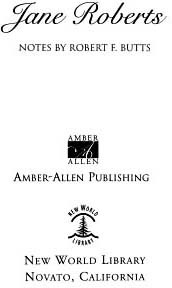 Jane Roberts
NOTES BY ROBERT F. BUTTS
AMBER
ALLEN
AMBER-ALLEN PUBLISHING
NEW WORLD
LIBRARY
NEW WORLD LIBRARY
NOVATO, CALIFORNIA